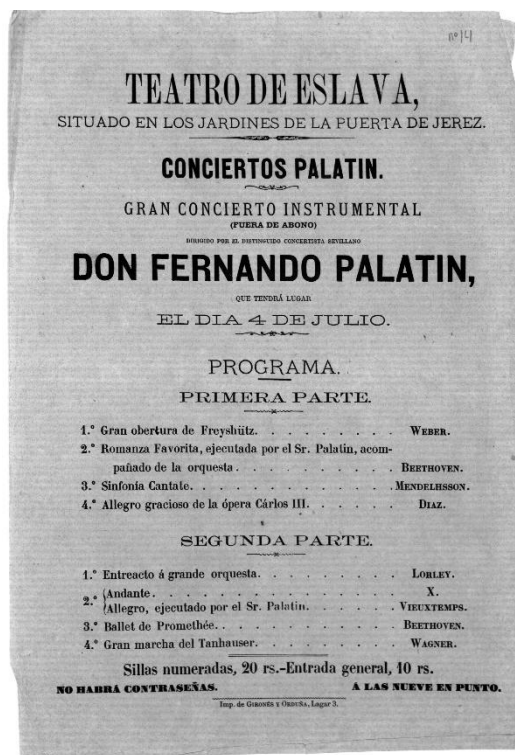 nº 14
TEATRO DE ESLAVA,
SITUADO EN LOS JARDINES DE LA PUERTA DE JEREZ.
CONCIERTOS PALATIN.
GRAN CONCIERTO INSTRUMENTAL
(FUERA DE ABONO)
DIRIGIDO POR EL DISTINGUIDO CONCERTISTA SEVILLANO
DON FERNANDO PALATIN,
QUE TENDRÁ LUGAR
EL DIA 4 DE JULIO.
PROGRAMA.
PRIMERA PARTE.
1.º Gran obertura de Freyshütz. . . . . . . . . . WEBER.
2.º Romanza Favorita, ejecutada por el Sr. Palatin, acom-
pañado de la orquesta . . . . . . . . . . BEETHOVEN.
3.º Sinfonía Cantate. . . . . . . . . . . . MENDELHSSON.
4.º Allegro gracioso de la ópera Cárlos III. . . . . . DIAZ.
SEGUNDA PARTE.
1.º Entreacto á grande orquesta. . . . . . . . . LORLEY.
2.º {Andante. . . . . . . . . . . . . X.
{Allegro, ejecutado por el Sr. Palatin. . . . . . VIEUXTEMPS.
3.º Ballet de Promethée. . . . . . . . . . . BEETHOVEN.
4.º Gran marcha del Tanhauser. . . . . . . . . WAGNER.
Sillas numeradas, 20 rs.-Entrada general, 10 rs.
NO HABRÁ CONTRASEÑAS. Á LAS NUEVE EN PUNTO.
Imp. de GIRONÉS Y ORDUÑA, Lagar 3.